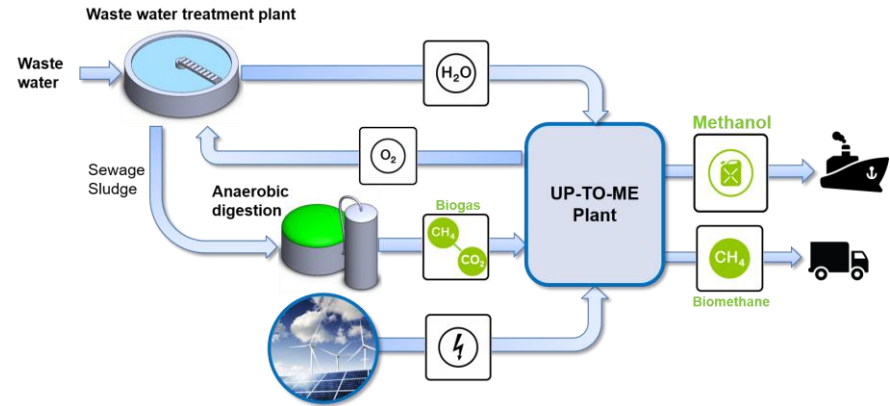 Waste water treatment plant
Waste
water
H₂O
O₂
Sewage
Sludge
Anaerobic
digestion
Biogas
CH₄
CO₂
UP-TO-ME
Plant
Methanol
CH₄
Biomethane